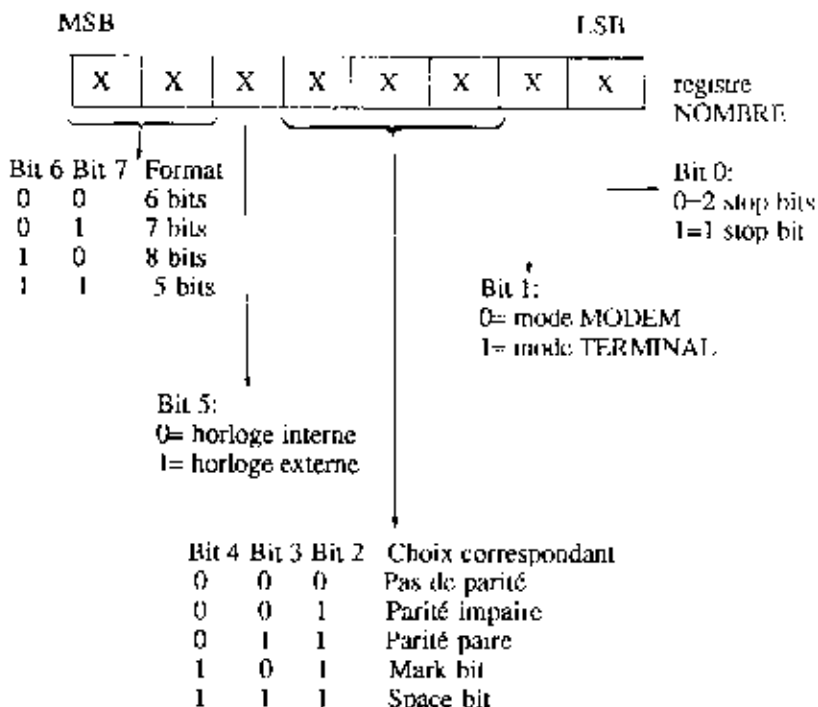 MSB LSB
X X X X X X X X registre
NOMBRE
Bit 6 Bit 7 Format
0 0 6 bits
0 1 7 bits
1 0 8 bits
1 1 5 bits
Bit 0:
0=2 stop bits
1=1 stop bit
Bit 1:
0= mode MODEM
1= mode TERMINAL
Bit 5:
0= horloge interne
1= horloge externe
Bit 4 Bit 3 Bit 2 Choix correspondant
0 0 0 Pas de parité
0 0 1 Parité impaire
0 1 1 Parité paire
1 0 1 Mark bit
1 1 1 Space bit